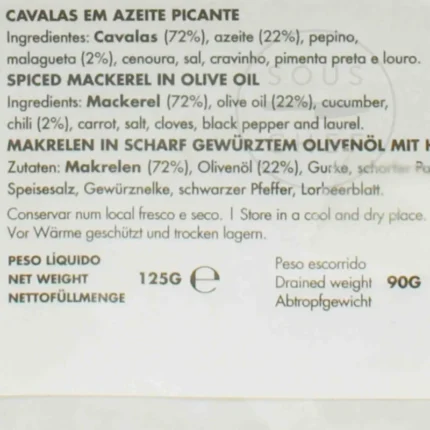 CAVALAS EM AZEITE PICANTE
Ingredientes: Cavalas (72%), azeite (22%), pepino,
malagueta (2%), cenoura, sal, cravinho, pimenta preta e louro.
SPICED MACKEREL IN OLIVE OIL
Ingredients: Mackerel (72%), olive oil (22%), cucumber,
chili (2%), carrot, salt, cloves, black pepper and laurel.
MAKRELEN IN SCHARF GEWÜRZTEM OLIVENÖL MIT
Zutaten: Makrelen (72%), Olivenöl (22%), Gurke, scharfer
Speisesalz, Gewürznelke, schwarzer Pfeffer, Lorbeerblatt.
Conservar num local fresco e seco. | Store in a cool and dry place.
Vor Wärme geschützt und trocken lagern.
PESO LÍQUIDO
NET WEIGHT 125G ℮
NETTOFÜLLMENGE
Peso escorrido
Drained weight 90G
Abtropfgewicht
SOUS